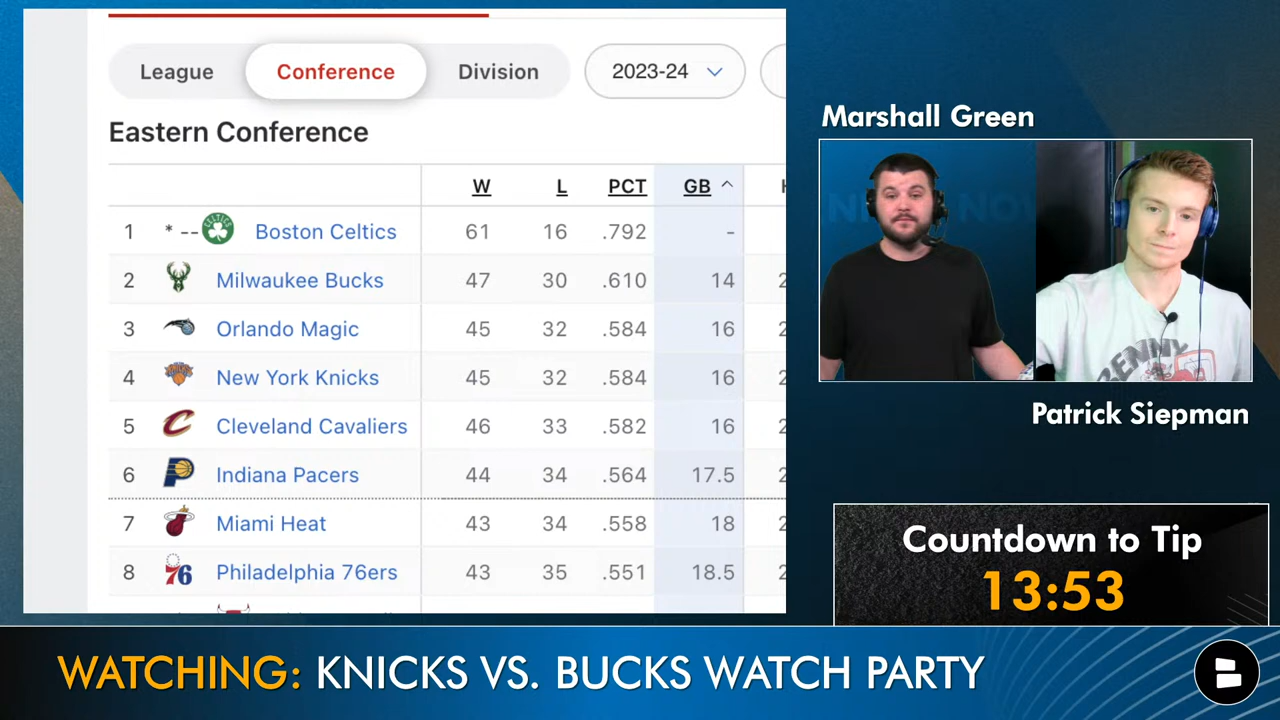 League Conference Division 2023-24
Eastern Conference
W L PCT GB
1 * -- CELTICS Boston Celtics 61 16 .792 -
2 Milwaukee Bucks 47 30 .610 14
3 Orlando Magic 45 32 .584 16
4 New York Knicks 45 32 .584 16
5 Cleveland Cavaliers 46 33 .582 16
6 Indiana Pacers 44 34 .564 17.5
7 Miami Heat 43 34 .558 18
8 76 Philadelphia 76ers 43 35 .551 18.5
Marshall Green
Patrick Siepman
Countdown to Tip
13:53
WATCHING: KNICKS VS. BUCKS WATCH PARTY